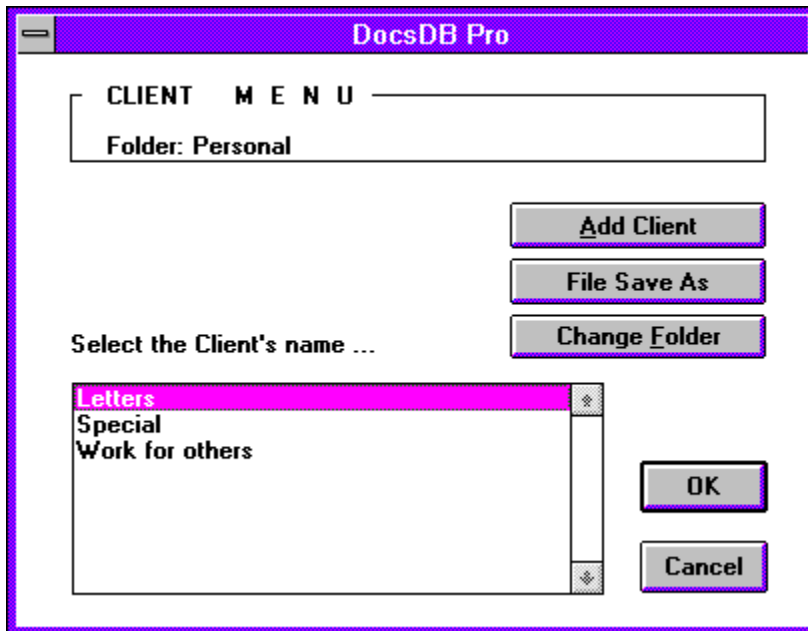 DocsDB Pro
CLIENT M E N U
Folder: Personal
Add Client
File Save As
Change Folder
Select the Client's name ...
Letters
Special
Work for others
OK
Cancel